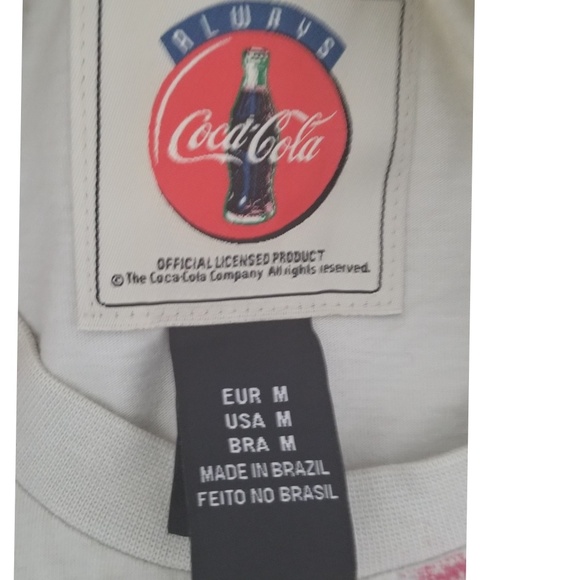 ALWAYS
Coca-Cola
OFFICIAL LICENSED PRODUCT
© The Coca-Cola Company All rights reserved.
EUR M
USA M
BRA M
MADE IN BRAZIL
FEITO NO BRASIL